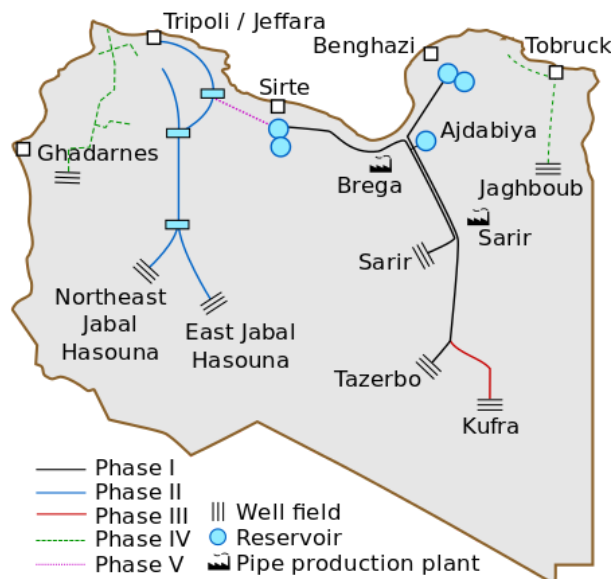 Tripoli / Jeffara
Benghazi
Tobruck
Sirte
Ajdabiya
Ghadarnes
Brega
Jaghboub
Sarir
Sarir
Northeast
Jabal
Hasouna
East Jabal
Hasouna
Tazerbo
Kufra
Phase I
Phase II
Phase III
Phase IV
Phase V
Well field
Reservoir
Pipe production plant